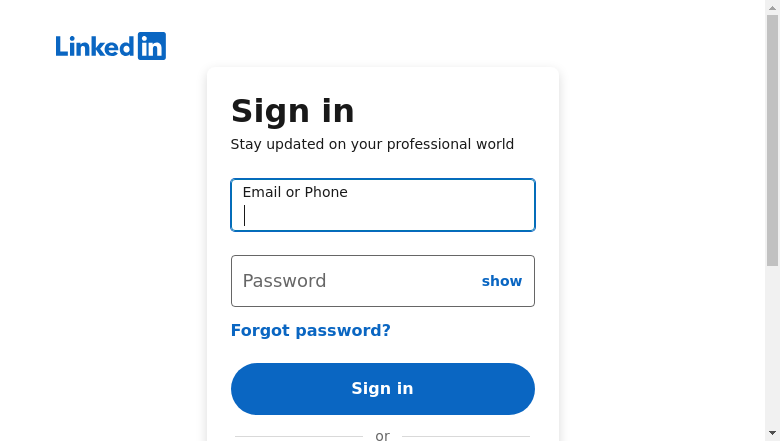 Linkedin
Sign in
Stay updated on your professional world
Email or Phone
Password
show
Forgot password?
Sign in
or